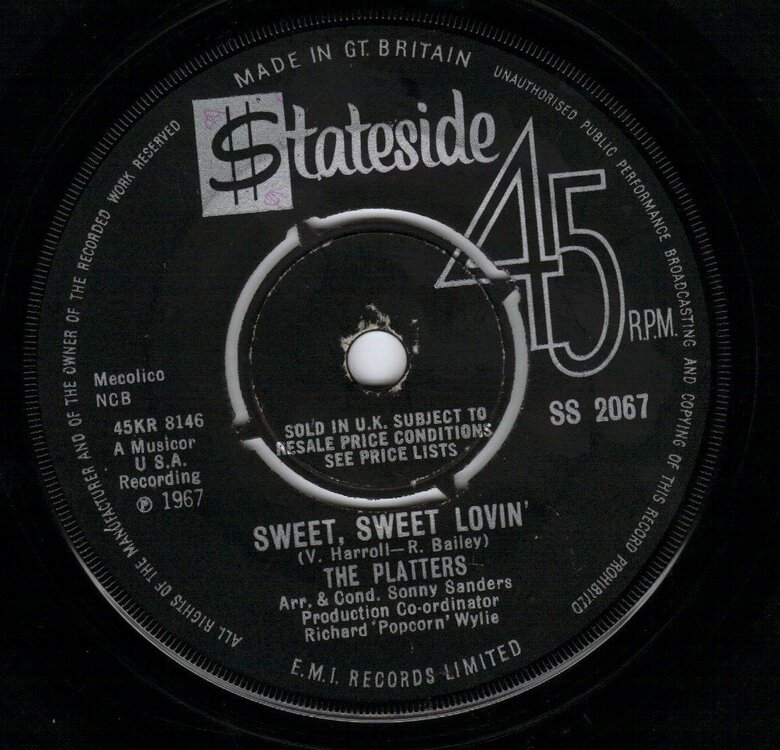 MADE IN GT. BRITAIN
UNAUTHORISED PUBLIC PERFORMANCE BROADCASTING AND COPYING OF THIS RECORD PROHIBITED
ALL RIGHTS OF THE MANUFACTURER AND OF THE OWNER OF THE RECORDED WORK RESERVED
$tateside
45
R.P.M.
Mecolico
NCB
45KR 8146
A Musicor
U S.A.
Recording
℗ 1967
SS 2067
SOLD IN U.K. SUBJECT TO
RESALE PRICE CONDITIONS
SEE PRICE LISTS
SWEET, SWEET LOVIN'
(V. Harroll—R. Bailey)
THE PLATTERS
Arr. & Cond. Sonny Sanders
Production Co-ordinator
Richard 'Popcorn' Wylie
E.M.I. RECORDS LIMITED